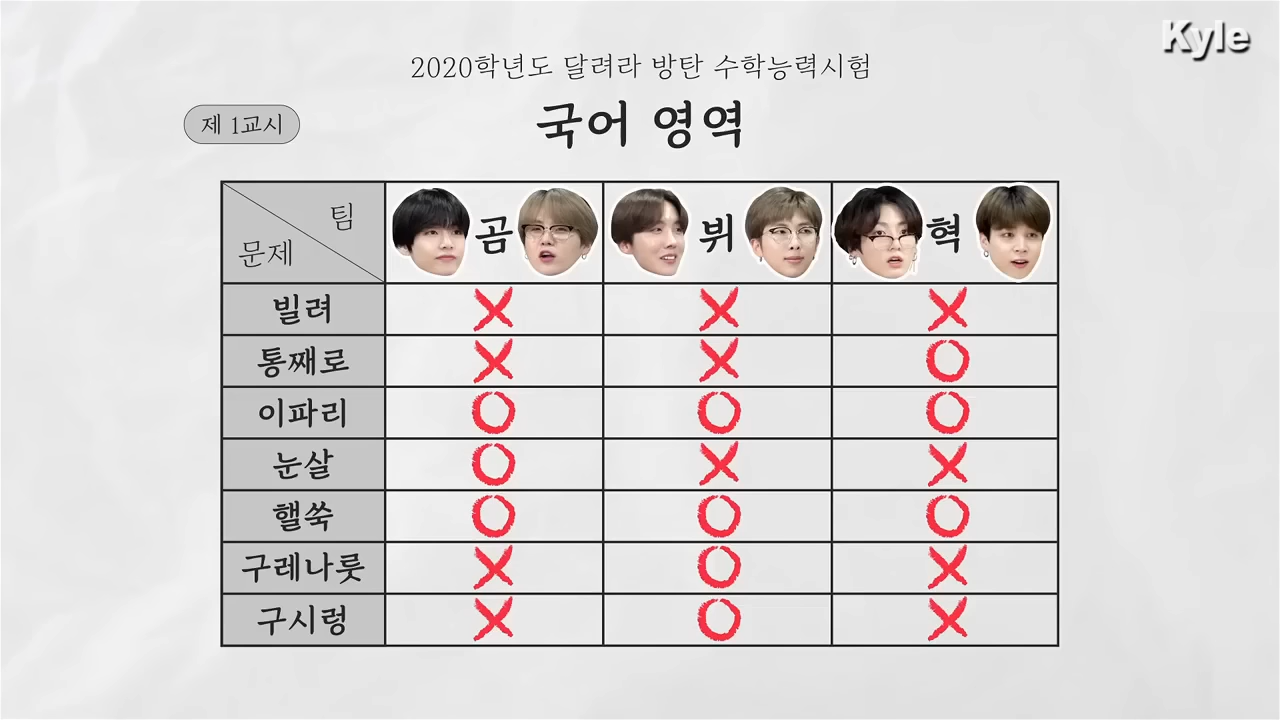 Kyle
2020학년도 달려라 방탄 수학능력시험
제 1교시
국어 영역
팀
문제
곰 뷔 혁
빌려 X X X
통째로 X X O
이파리 O O O
눈살 O X X
핼쑥 O O O
구레나룻 X O X
구시렁 X O X